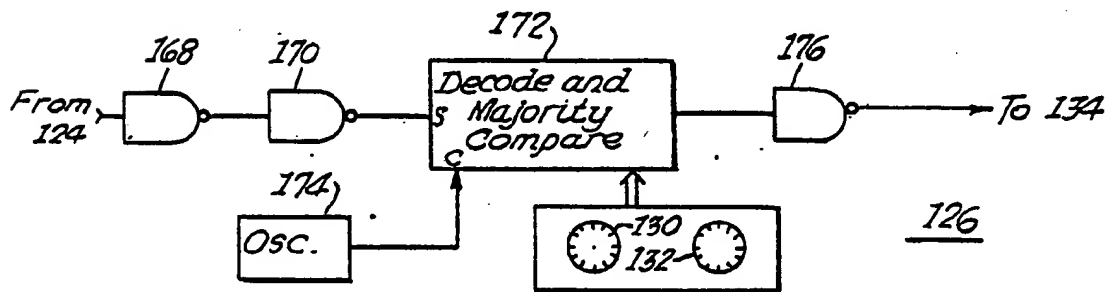 172
168
170
176
From
124
Decode and
S Majority
Compare
C
To 134
174
Osc.
130
132
126